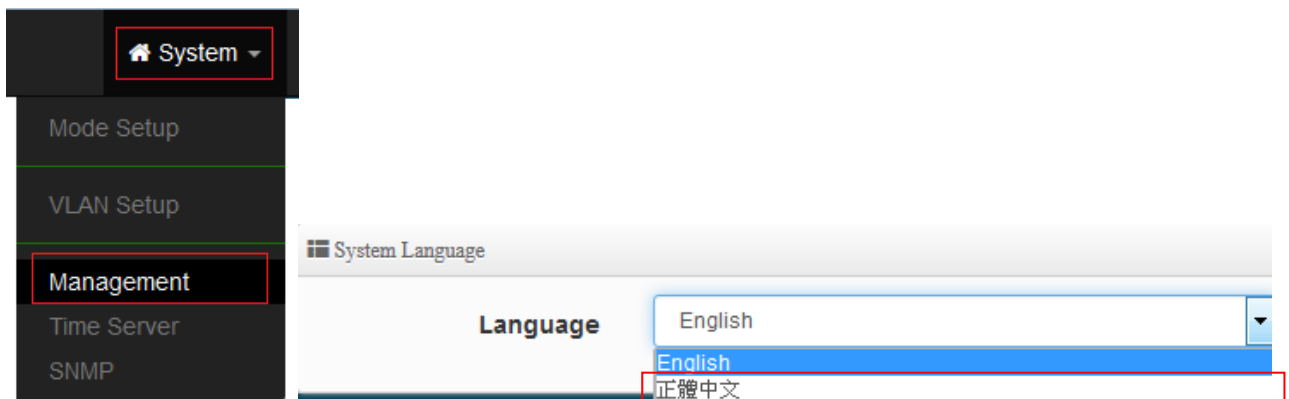 System
Mode Setup
VLAN Setup
Management
Time Server
SNMP
System Language
Language
English
English
正體中文